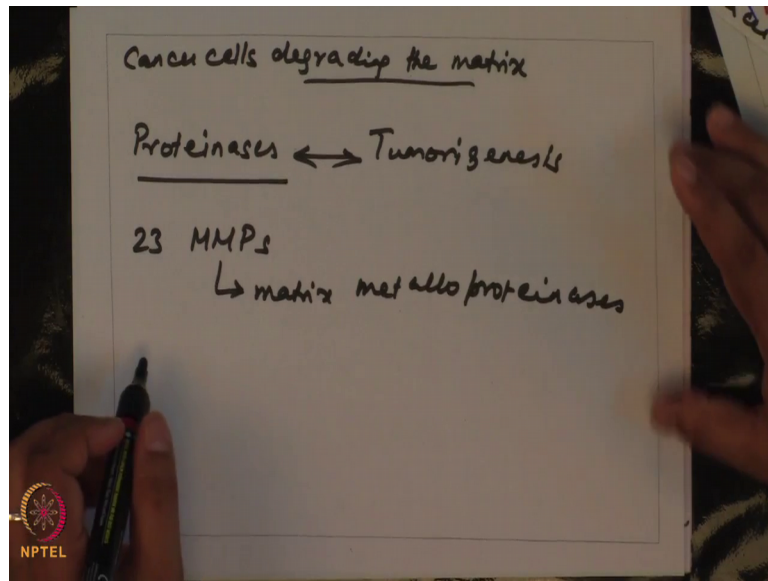 Cancer cells degrading the matrix
Proteinases ↔ Tumorigenesis
23 MMPs
↳ matrix metalloproteinases
NPTEL